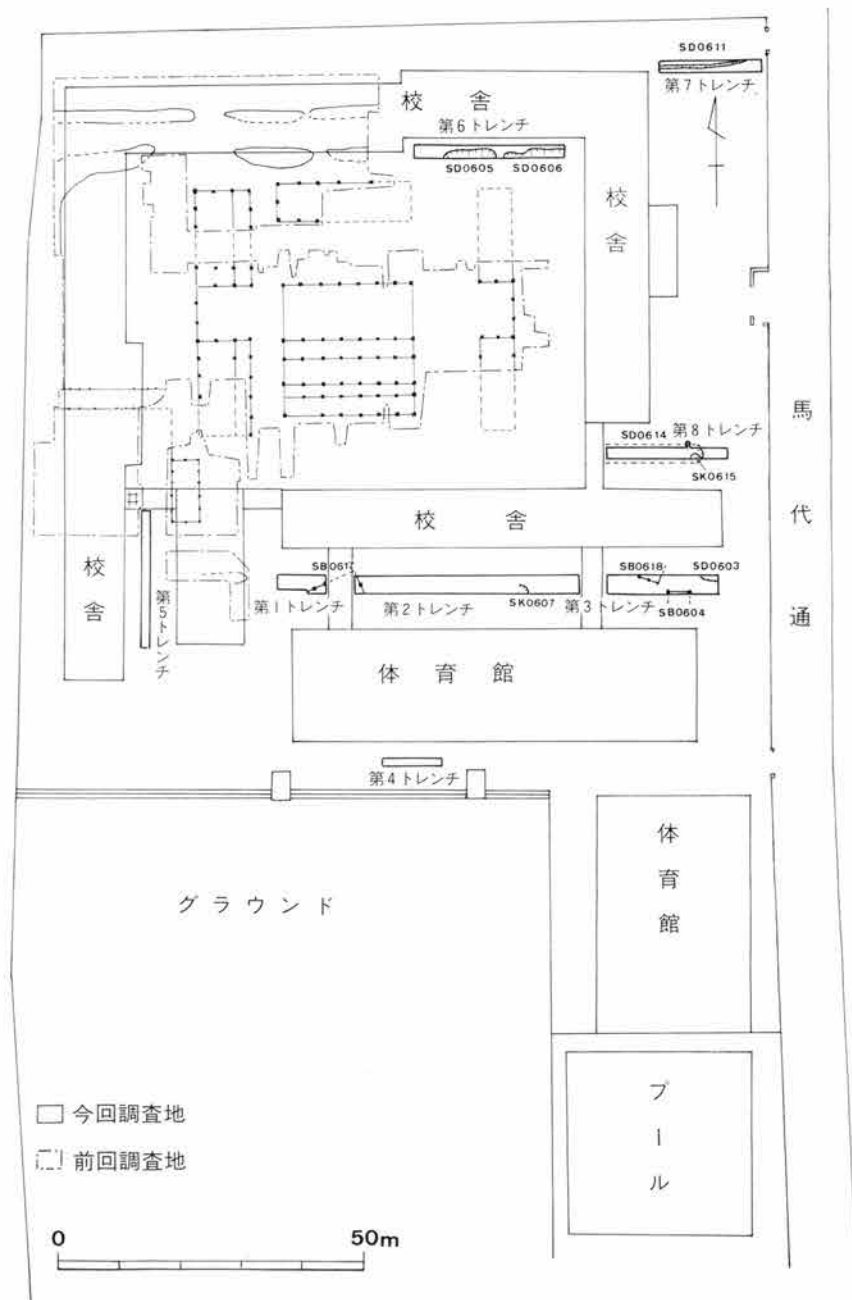 SD0611
第7トレンチ
校舎
第6トレンチ
SD0605 SD0606
校舎
SD0614 第8トレンチ
SK0615
馬代通
校舎
校舎
SB0617
SB0618 SD0603
第1トレンチ 第2トレンチ SK0607 第3トレンチ SB0604
第5トレンチ
体育館
第4トレンチ
体育館
グラウンド
プール
今回調査地
前回調査地
0 50m